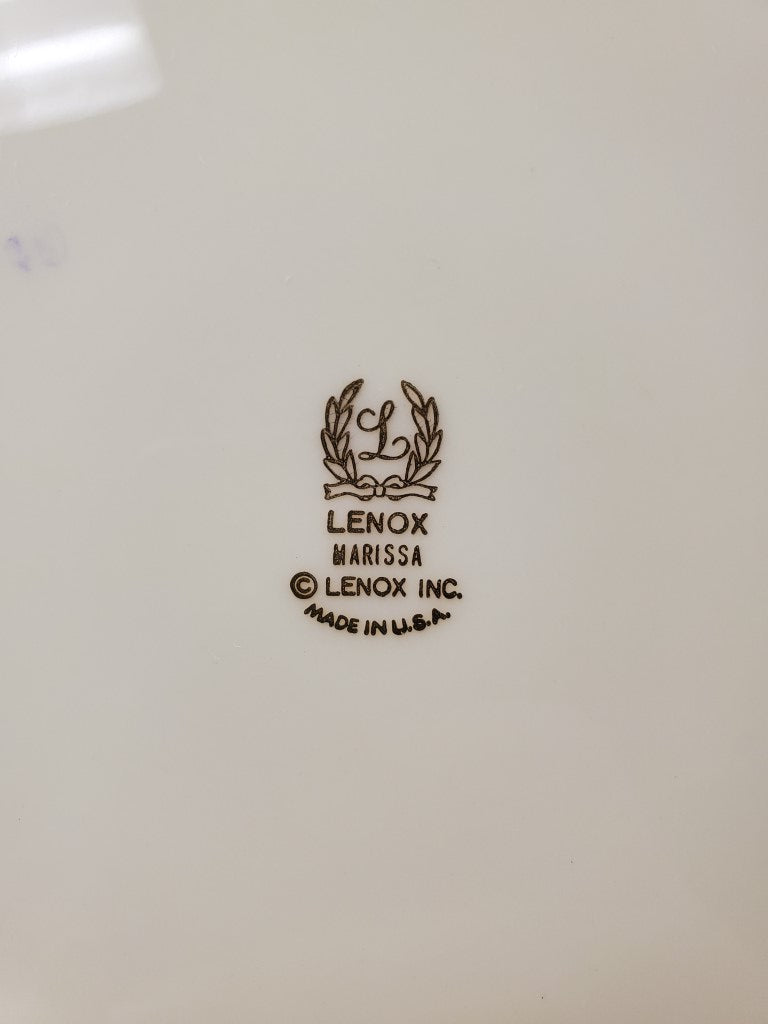 L
LENOX
MARISSA
© LENOX INC.
MADE IN U.S.A.